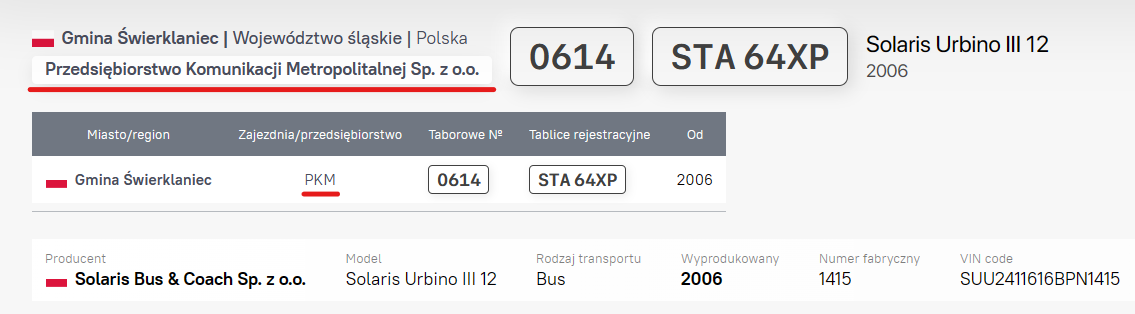 Gmina Świerklaniec | Województwo śląskie | Polska
Przedsiębiorstwo Komunikacji Metropolitalnej Sp. z o.o.
0614
STA 64XP
Solaris Urbino III 12
2006
Miasto/region Zajezdnia/przedsiębiorstwo Taborowe № Tablice rejestracyjne Od
Gmina Świerklaniec PKM 0614 STA 64XP 2006
Producent Model Rodzaj transportu Wyprodukowany Numer fabryczny VIN code
Solaris Bus & Coach Sp. z o.o. Solaris Urbino III 12 Bus 2006 1415 SUU2411616BPN1415